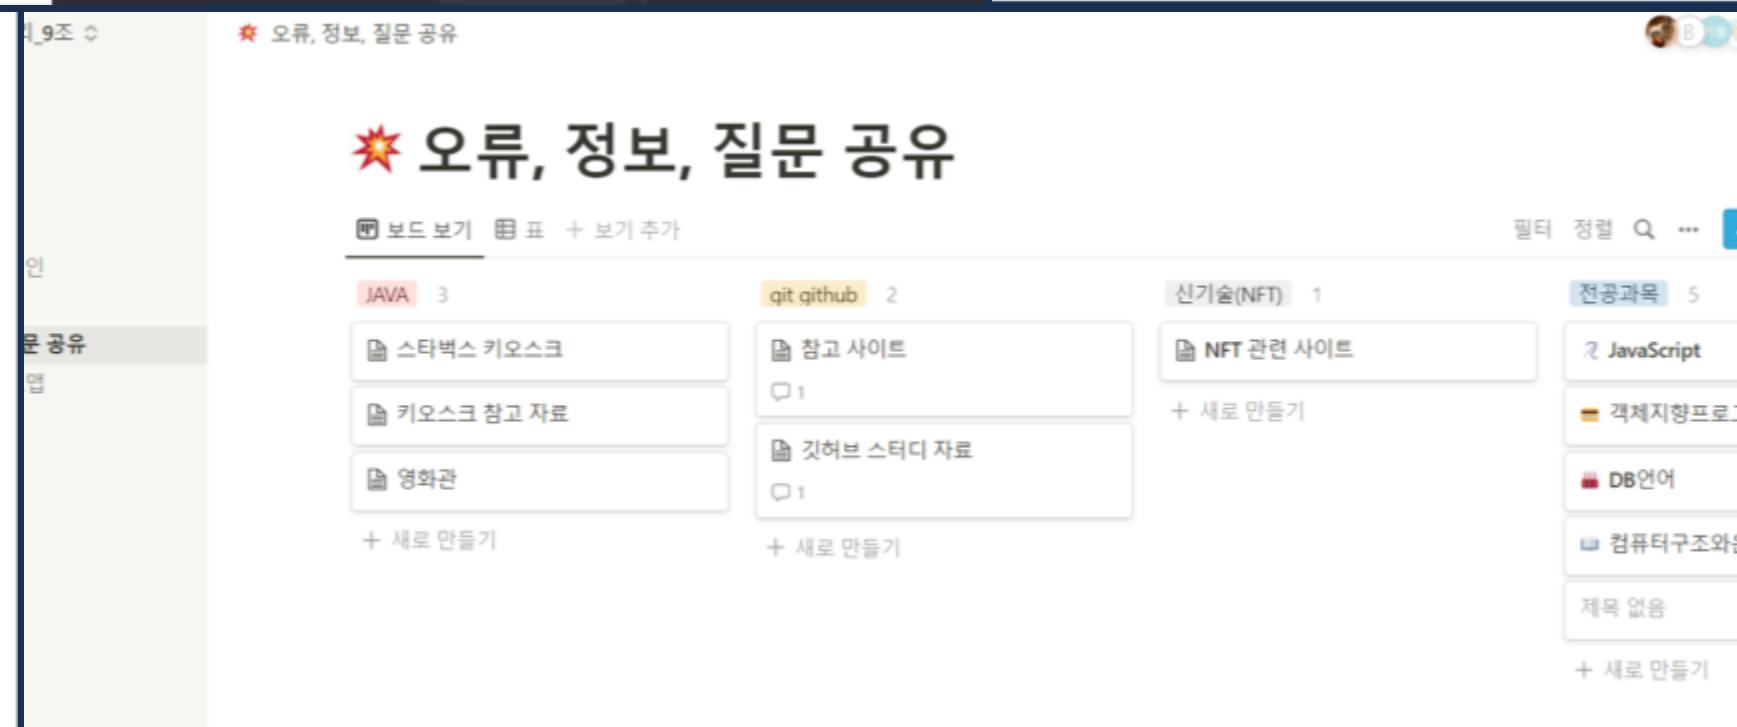 _9조
오류, 정보, 질문 공유
B
오류, 정보, 질문 공유
보드 보기 표 + 보기 추가
필터 정렬
인
문 공유
맵
JAVA 3
스타벅스 키오스크
키오스크 참고 자료
영화관
+ 새로 만들기
git github 2
참고 사이트
1
깃허브 스터디 자료
1
+ 새로 만들기
신기술(NFT) 1
NFT 관련 사이트
+ 새로 만들기
전공과목 5
JavaScript
객체지향프로
DB언어
컴퓨터구조와
제목 없음
+ 새로 만들기